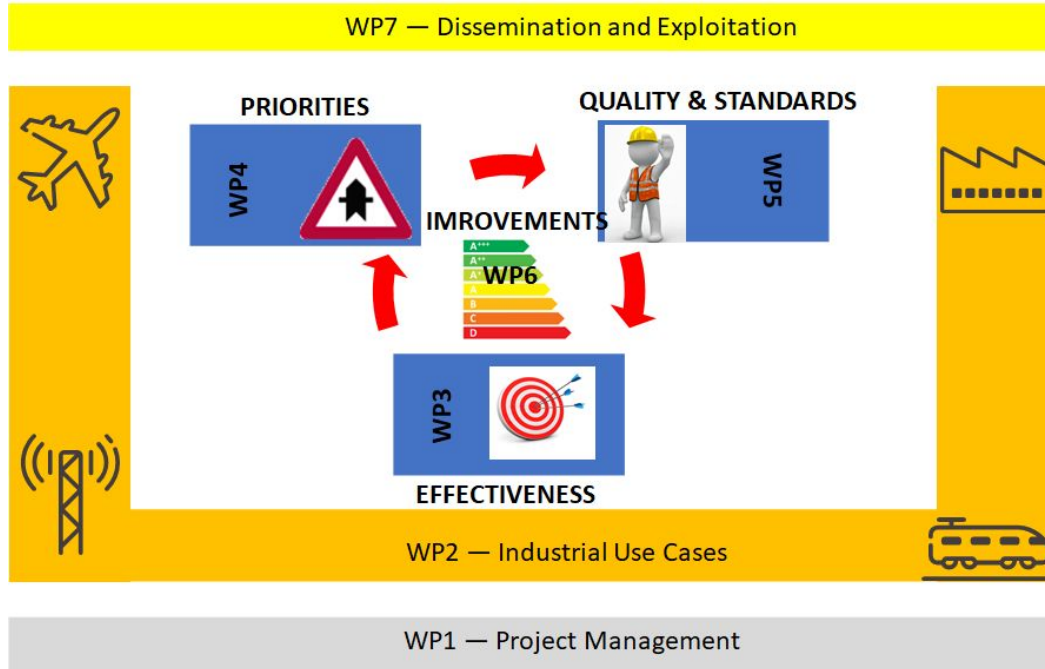 WP7 — Dissemination and Exploitation
PRIORITIES
QUALITY & STANDARDS
WP4
WP5
IMROVEMENTS
A+++
A++
WP6
A+
A
B
C
D
WP3
EFFECTIVENESS
WP2 — Industrial Use Cases
WP1 — Project Management